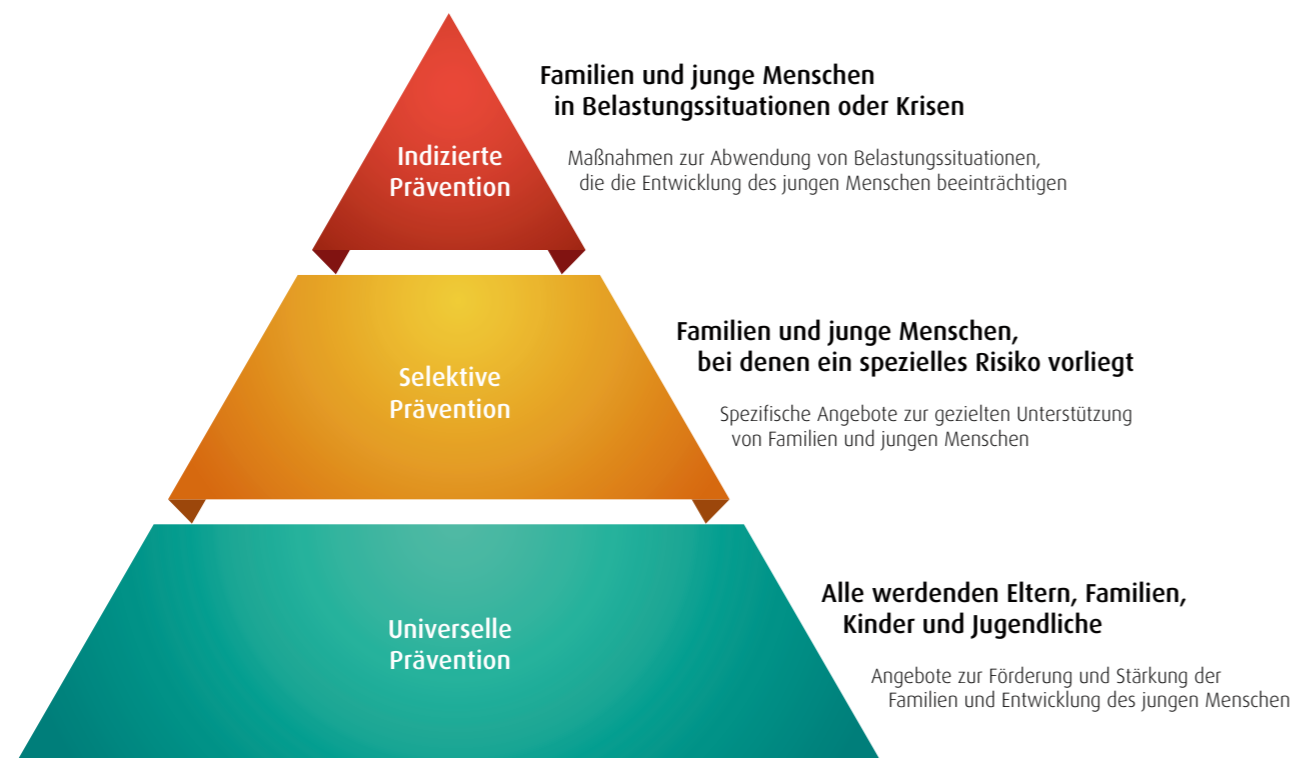 Indizierte
Prävention
Familien und junge Menschen
in Belastungssituationen oder Krisen
Maßnahmen zur Abwendung von Belastungssituationen,
die die Entwicklung des jungen Menschen beeinträchtigen
Selektive
Prävention
Familien und junge Menschen,
bei denen ein spezielles Risiko vorliegt
Spezifische Angebote zur gezielten Unterstützung
von Familien und jungen Menschen
Universelle
Prävention
Alle werdenden Eltern, Familien,
Kinder und Jugendliche
Angebote zur Förderung und Stärkung der
Familien und Entwicklung des jungen Menschen